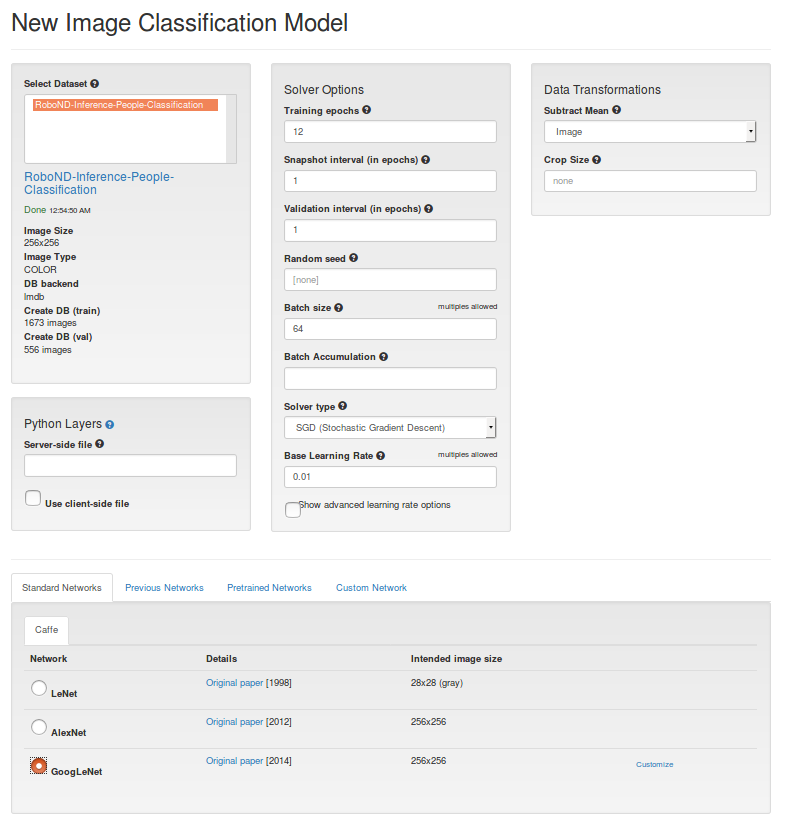 New Image Classification Model
Select Dataset
RoboND-Inference-People-Classification
RoboND-Inference-People-
Classification
Done 12:54:50 AM
Image Size
256x256
Image Type
COLOR
DB backend
lmdb
Create DB (train)
1673 images
Create DB (val)
556 images
Python Layers
Server-side file
Use client-side file
Solver Options
Training epochs
12
Snapshot interval (in epochs)
1
Validation interval (in epochs)
1
Random seed
[none]
Batch size multiples allowed
64
Batch Accumulation
Solver type
SGD (Stochastic Gradient Descent)
Base Learning Rate multiples allowed
0.01
Show advanced learning rate options
Data Transformations
Subtract Mean
Image
Crop Size
none
Standard Networks Previous Networks Pretrained Networks Custom Network
Caffe
Network Details Intended image size
LeNet Original paper [1998] 28x28 (gray)
AlexNet Original paper [2012] 256x256
GoogLeNet Original paper [2014] 256x256 Customize